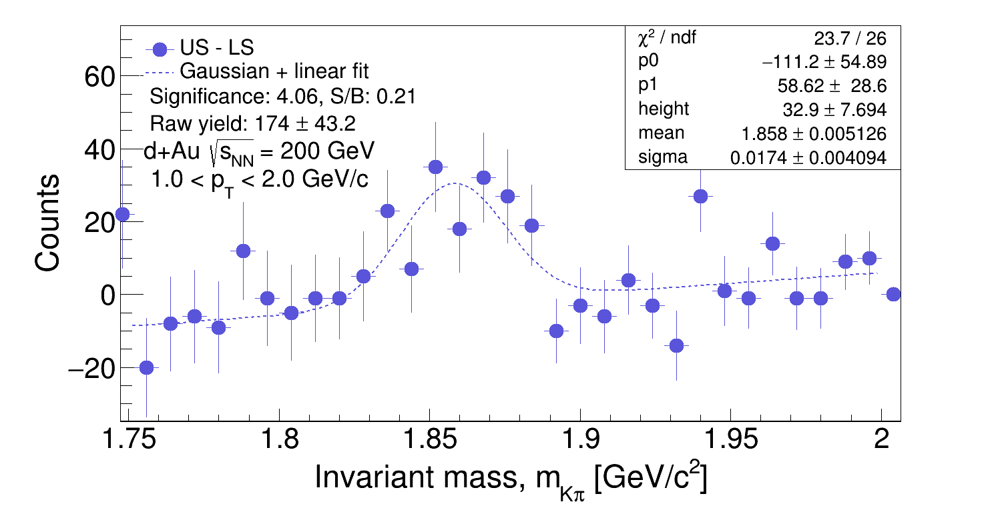 US - LS
Gaussian + linear fit
Significance: 4.06, S/B: 0.21
Raw yield: 174 ± 43.2
d+Au √sNN = 200 GeV
1.0 < pT < 2.0 GeV/c
χ² / ndf 23.7 / 26
p0 −111.2 ± 54.89
p1 58.62 ± 28.6
height 32.9 ± 7.694
mean 1.858 ± 0.005126
sigma 0.0174 ± 0.004094
Counts
60
40
20
0
−20
1.75 1.8 1.85 1.9 1.95 2
Invariant mass, mKπ [GeV/c²]